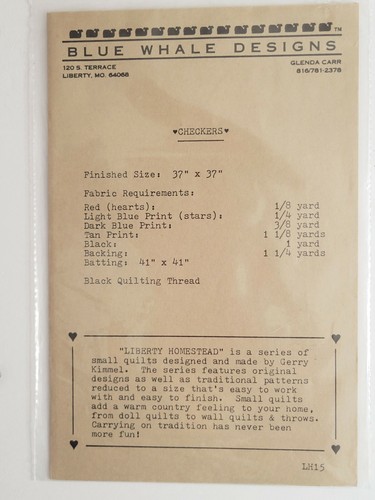 BLUE WHALE DESIGNS™
120 S. TERRACE
LIBERTY, MO. 64068
GLENDA CARR
816/781-2378
♥CHECKERS♥
Finished Size: 37" x 37"
Fabric Requirements:
Red (hearts): 1/8 yard
Light Blue Print (stars): 1/4 yard
Dark Blue Print: 3/8 yard
Tan Print: 1 1/8 yards
Black: 1 yard
Backing: 1 1/4 yards
Batting: 41" x 41"
Black Quilting Thread
"LIBERTY HOMESTEAD" is a series of
small quilts designed and made by Gerry
Kimmel. The series features original
designs as well as traditional patterns
reduced to a size that's easy to work
with and easy to finish. Small quilts
add a warm country feeling to your home,
from doll quilts to wall quilts & throws.
Carrying on tradition has never been
more fun!
LH15